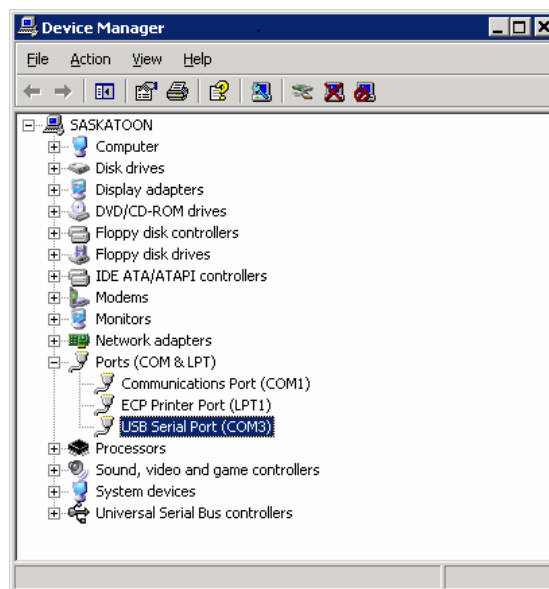 Device Manager
File Action View Help
SASKATOON
Computer
Disk drives
Display adapters
DVD/CD-ROM drives
Floppy disk controllers
Floppy disk drives
IDE ATA/ATAPI controllers
Modems
Monitors
Network adapters
Ports (COM & LPT)
Communications Port (COM1)
ECP Printer Port (LPT1)
USB Serial Port (COM3)
Processors
Sound, video and game controllers
System devices
Universal Serial Bus controllers